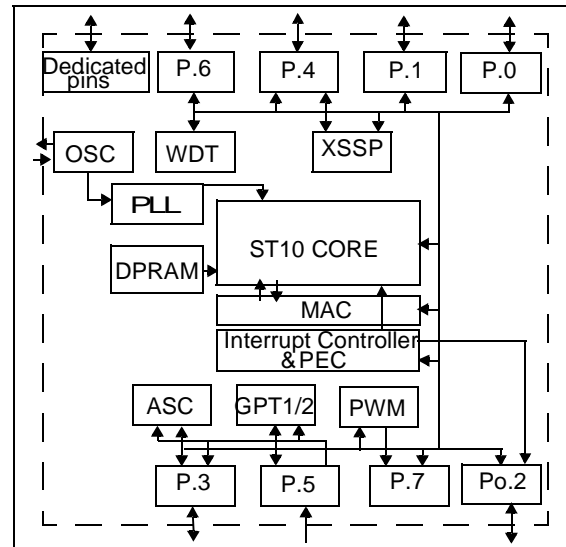 Dedicated
pins
P.6
P.4
P.1
P.0
OSC
WDT
XSSP
PLL
ST10 CORE
DPRAM
MAC
Interrupt Controller
&PEC
ASC
GPT1/2
PWM
P.3
P.5
P.7
Po.2